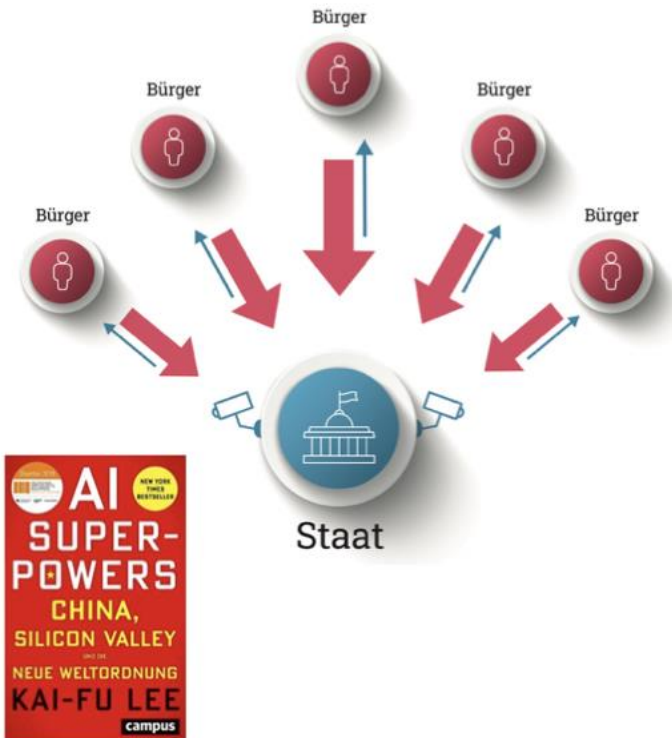 Bürger
Bürger
Bürger
Bürger
Bürger
Staat
AI
NEW YORK
TIMES
BESTSELLER
SUPER-
POWERS
CHINA,
SILICON VALLEY
UND DIE
NEUE WELTORDNUNG
KAI-FU LEE
campus